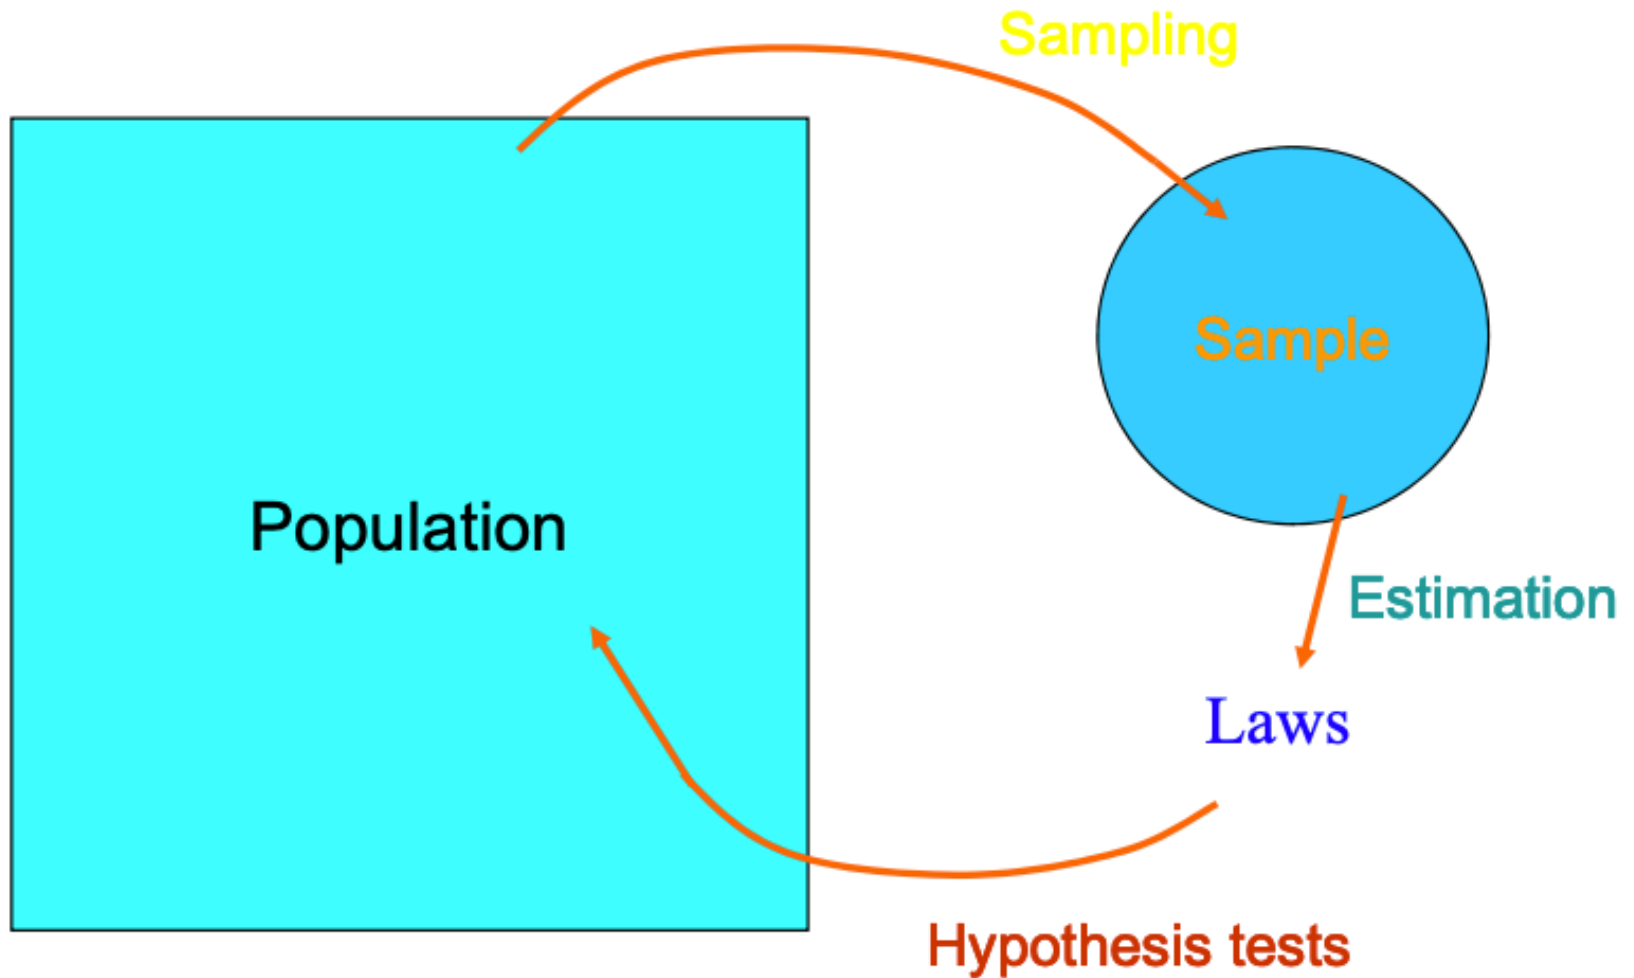 Sampling
Sample
Population
Estimation
Laws
Hypothesis tests